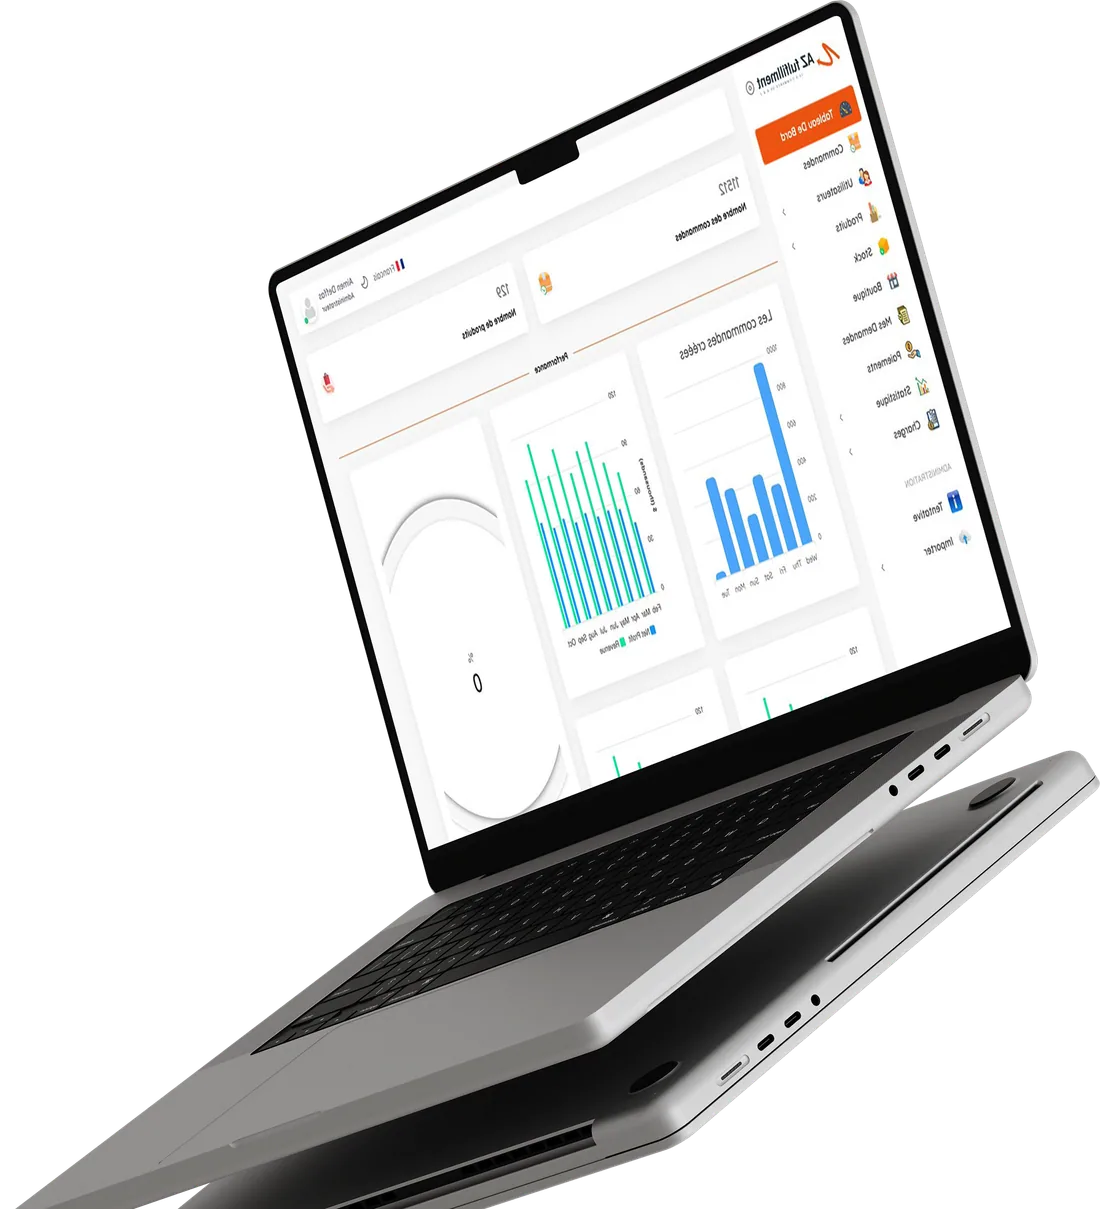 AZ fulfillment
Tableau De Bord
Commandes
Utilisateurs
Produits
Stock
Boutique
Mes Demandes
Paiements
Statistique
Charges
ADMINISTRATION
Tentative
Importer
Français
Aimen Deffas
Administrateur
11512
Nombre des commandes
129
Nombre de produits
Performance
Les commandes créées
1000
800
600
400
200
0
Wed Thu Fri Sat Sun Mon Tue
120
90
60
30
0
$ (thousands)
Feb Mar Apr May Jun Jul Aug Sep Oct
Net Profit Revenue
%
0
120
120